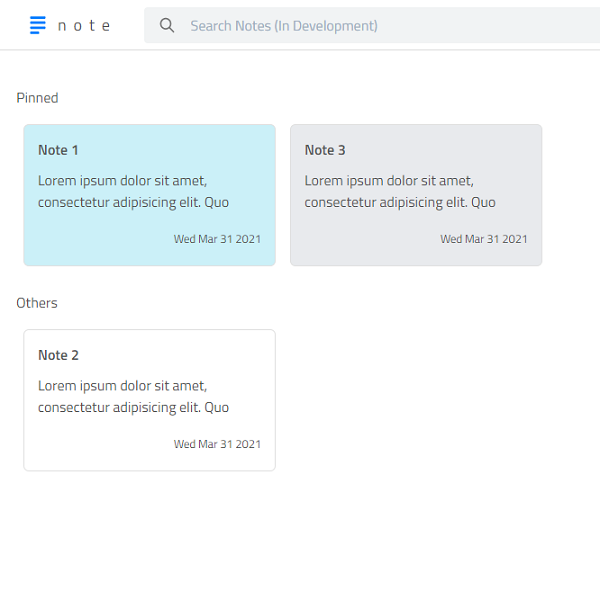 note
Search Notes (In Development)
Pinned
Note 1
Lorem ipsum dolor sit amet,
consectetur adipisicing elit. Quo
Wed Mar 31 2021
Note 3
Lorem ipsum dolor sit amet,
consectetur adipisicing elit. Quo
Wed Mar 31 2021
Others
Note 2
Lorem ipsum dolor sit amet,
consectetur adipisicing elit. Quo
Wed Mar 31 2021